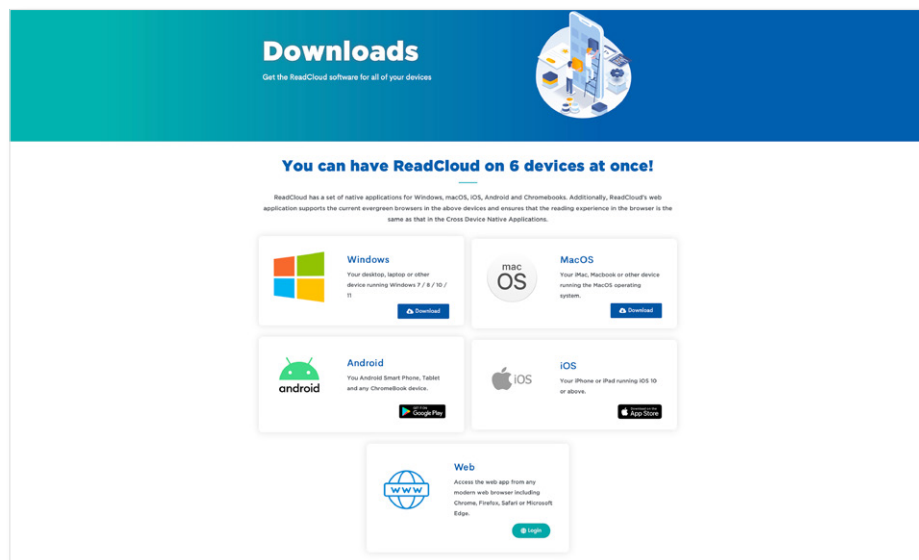 Downloads
Get the ReadCloud software for all of your devices
You can have ReadCloud on 6 devices at once!
ReadCloud has a set of native applications for Windows, macOS, iOS, Android and Chromebooks. Additionally, ReadCloud's web
application supports the current evergreen browsers in the above devices and ensures that the reading experience in the browser is the
same as that in the Cross Device Native Applications.
Windows
Your desktop, laptop or other
device running Windows 7 / 8 / 10 /
11
Download
mac
OS
MacOS
Your iMac, Macbook or other device
running the MacOS operating
system.
Download
android
Android
You Android Smart Phone, Tablet
and any ChromeBook device.
GET IT ON
Google Play
iOS
iOS
Your iPhone or iPad running iOS 10
or above.
Download on the
App Store
WWW
Web
Access the web app from any
modern web browser including
Chrome, Firefox, Safari or Microsoft
Edge.
Login